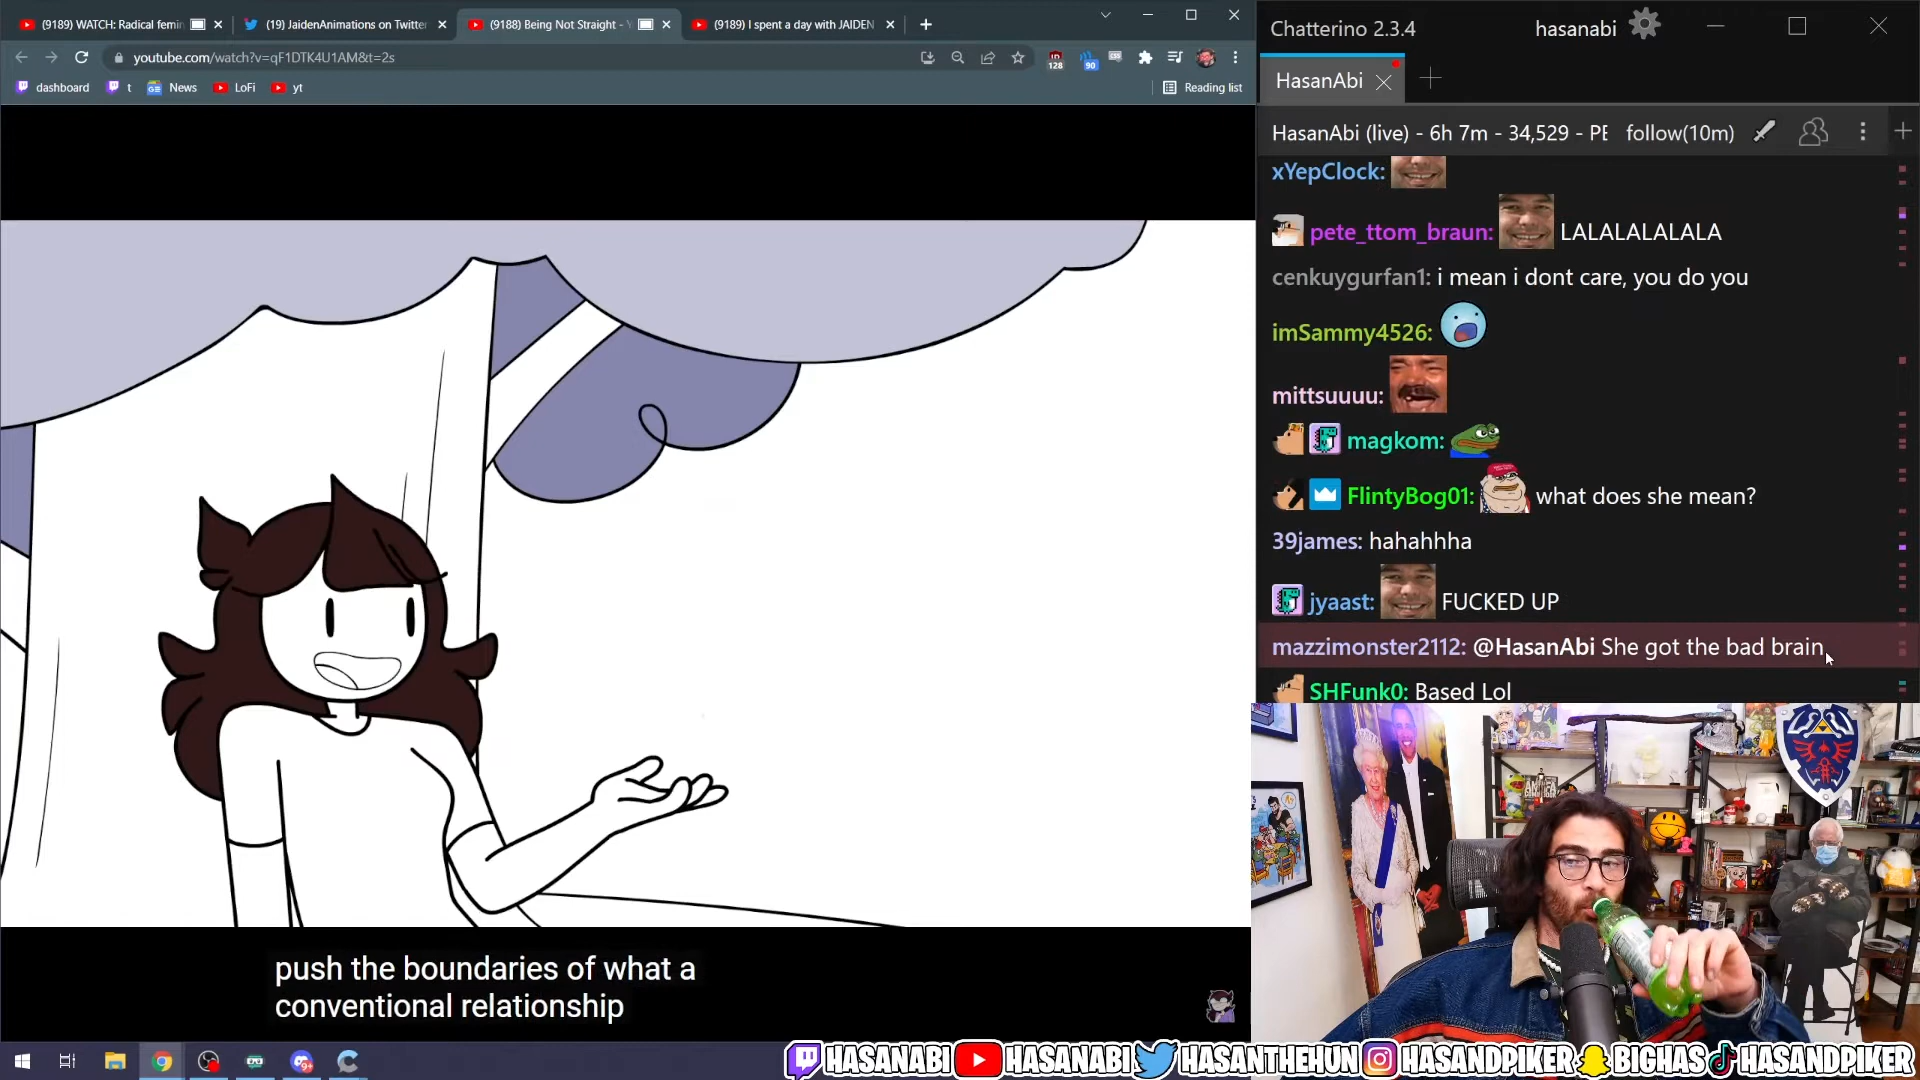 (9189) WATCH: Radical femin
(19) JaidenAnimations on Twitter
(9188) Being Not Straight - Y
(9189) I spent a day with JAIDEN
youtube.com/watch?v=qF1DTK4U1AM&t=2s
128
90
dashboard
t
News
LoFi
yt
Reading list
Chatterino 2.3.4
hasanabi
HasanAbi
HasanAbi (live) - 6h 7m - 34,529 - PE
follow(10m)
xYepClock:
pete_ttom_braun: LALALALALALA
cenkuygurfan1: i mean i dont care, you do you
imSammy4526:
mittsuuuu:
magkom:
FlintyBog01: what does she mean?
39james: hahahhha
jyaast: FUCKED UP
mazzimonster2112: @HasanAbi She got the bad brain
SHFunk0: Based Lol
push the boundaries of what a
conventional relationship
HASANABI HASANABI HASANTHEHUN HASANDPIKER BIGHAS HASANDPIKER